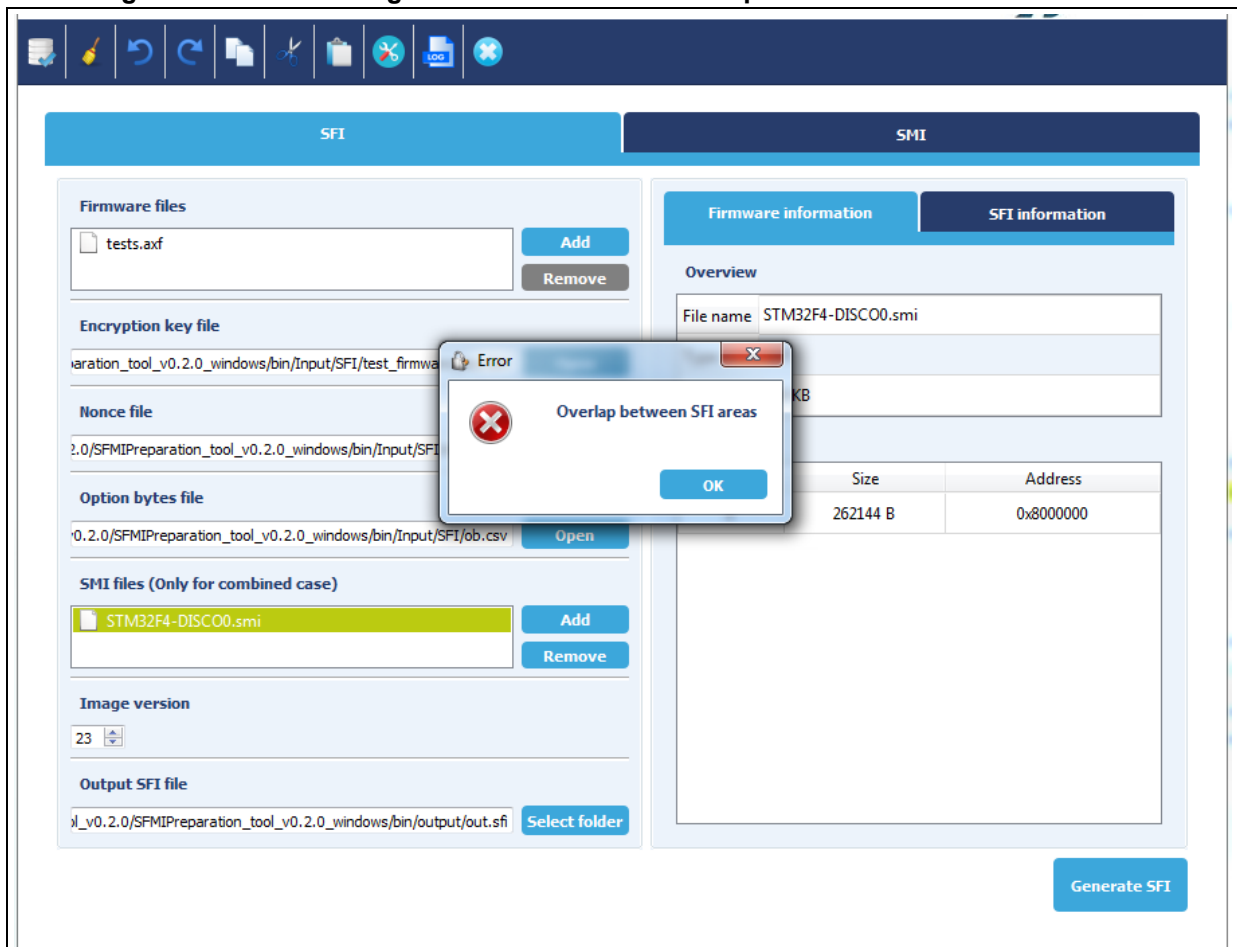 LOG
SFI
SMI
Firmware files
tests.axf
Add
Remove
Encryption key file
aration_tool_v0.2.0_windows/bin/Input/SFI/test_firmwa
Nonce file
2.0/SFMIPreparation_tool_v0.2.0_windows/bin/Input/SFI
Option bytes file
0.2.0/SFMIPreparation_tool_v0.2.0_windows/bin/Input/SFI/ob.csv
Open
SMI files (Only for combined case)
STM32F4-DISCO0.smi
Add
Remove
Image version
23
Output SFI file
l_v0.2.0/SFMIPreparation_tool_v0.2.0_windows/bin/output/out.sfi
Select folder
Firmware information
SFI information
Overview
File name STM32F4-DISCO0.smi
KB
Size Address
262144 B 0x8000000
Error
Overlap between SFI areas
OK
Generate SFI